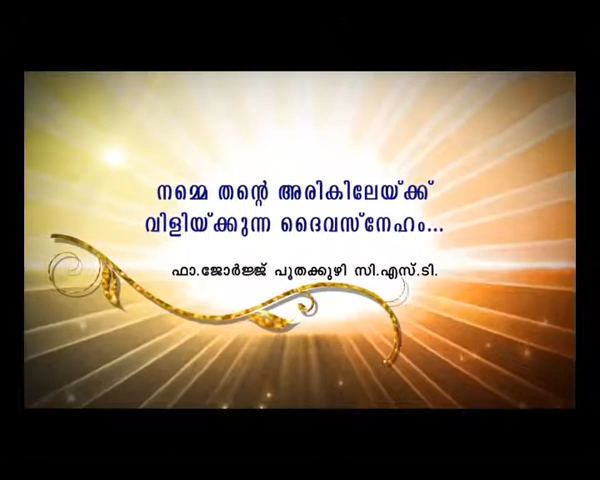 നമ്മെ തന്റെ അരികിലേയ്ക്ക്
വിളിയ്ക്കുന്ന ദൈവസ്നേഹം...
ഫാ.ജോർജ്ജ് പൂതക്കുഴി സി.എസ്.ടി.